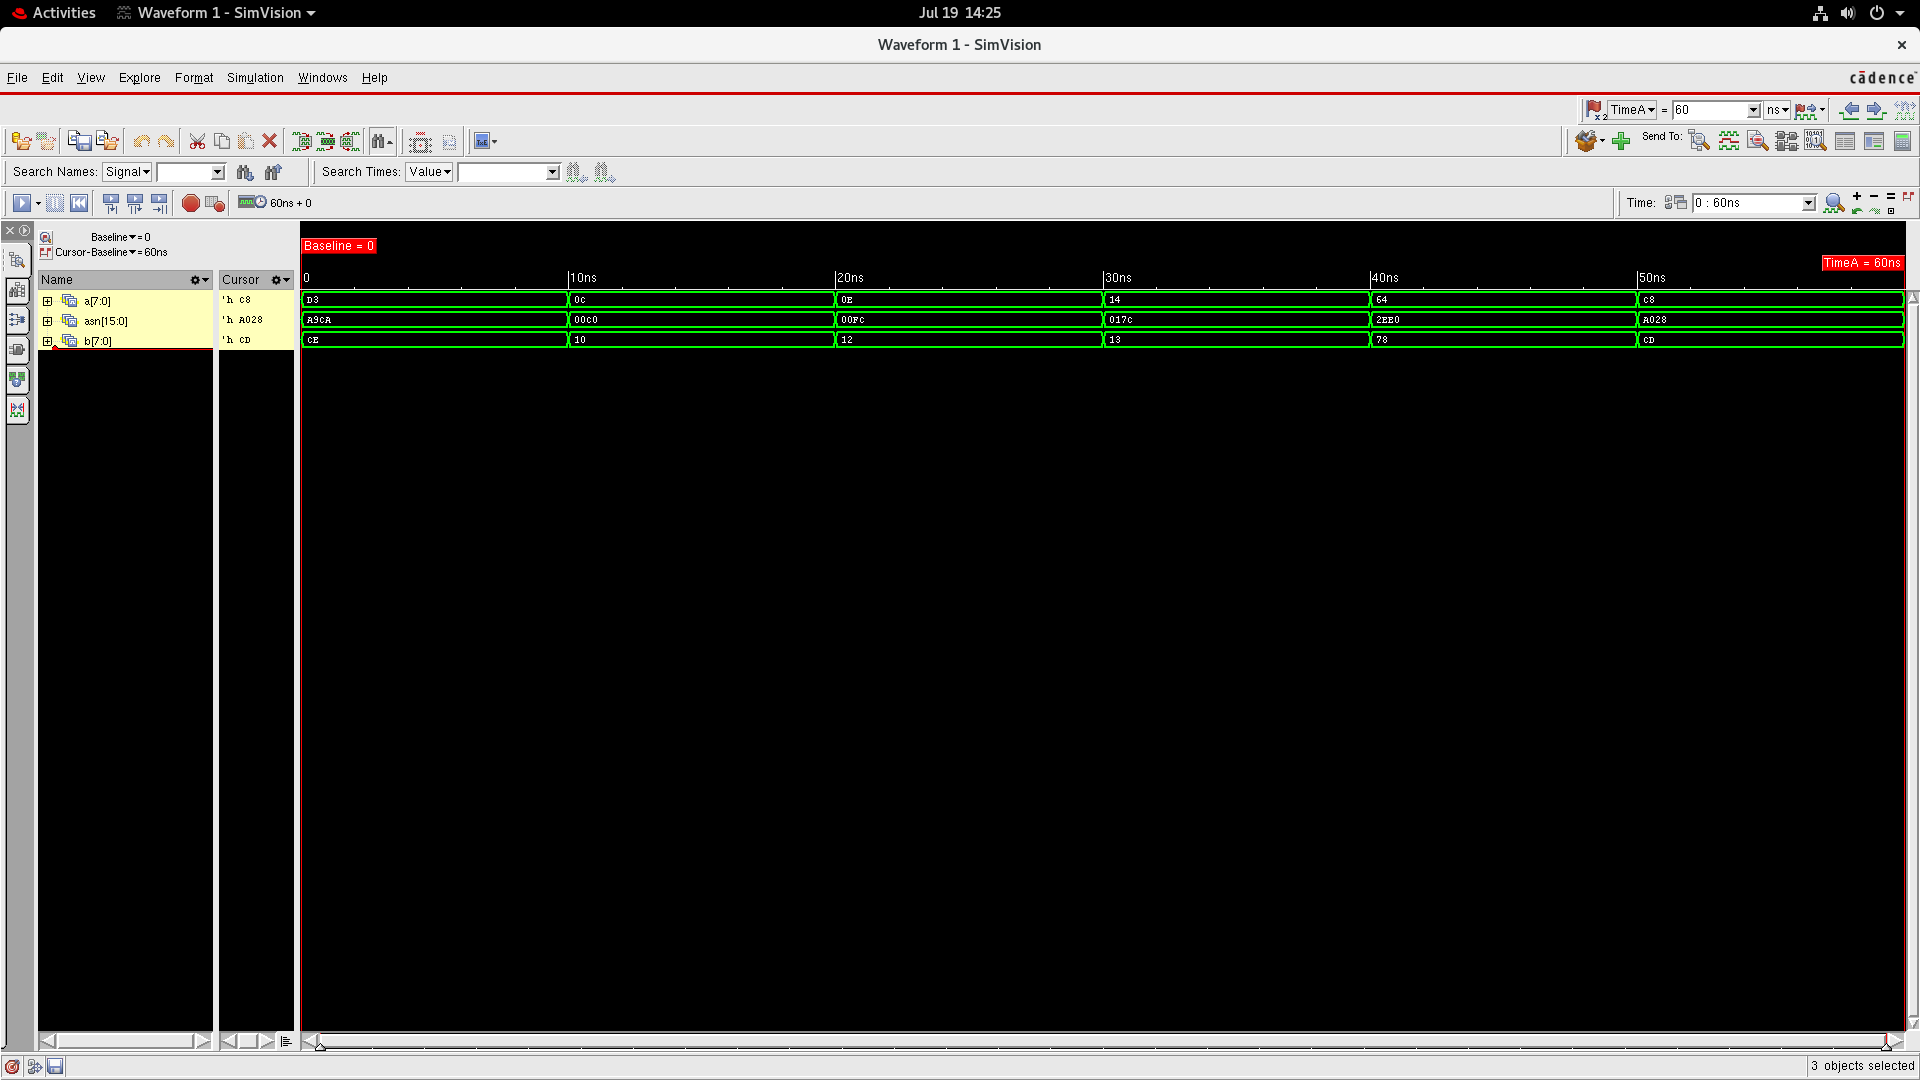 Activities Waveform 1 - SimVision Jul 19 14:25
Waveform 1 - SimVision
File Edit View Explore Format Simulation Windows Help cādence
x2 TimeA = 60 ns
Send To:
Search Names: Signal Search Times: Value
60ns + 0 Time: 0 : 60ns
Baseline = 0 Baseline = 0
Cursor-Baseline = 60ns TimeA = 60ns
Name Cursor 0 10ns 20ns 30ns 40ns 50ns
a[7:0] 'h C8 D3 0C 0E 14 64 C8
asn[15:0] 'h A028 A9CA 00C0 00FC 017C 2EE0 A028
b[7:0] 'h CD CE 10 12 13 78 CD
3 objects selected